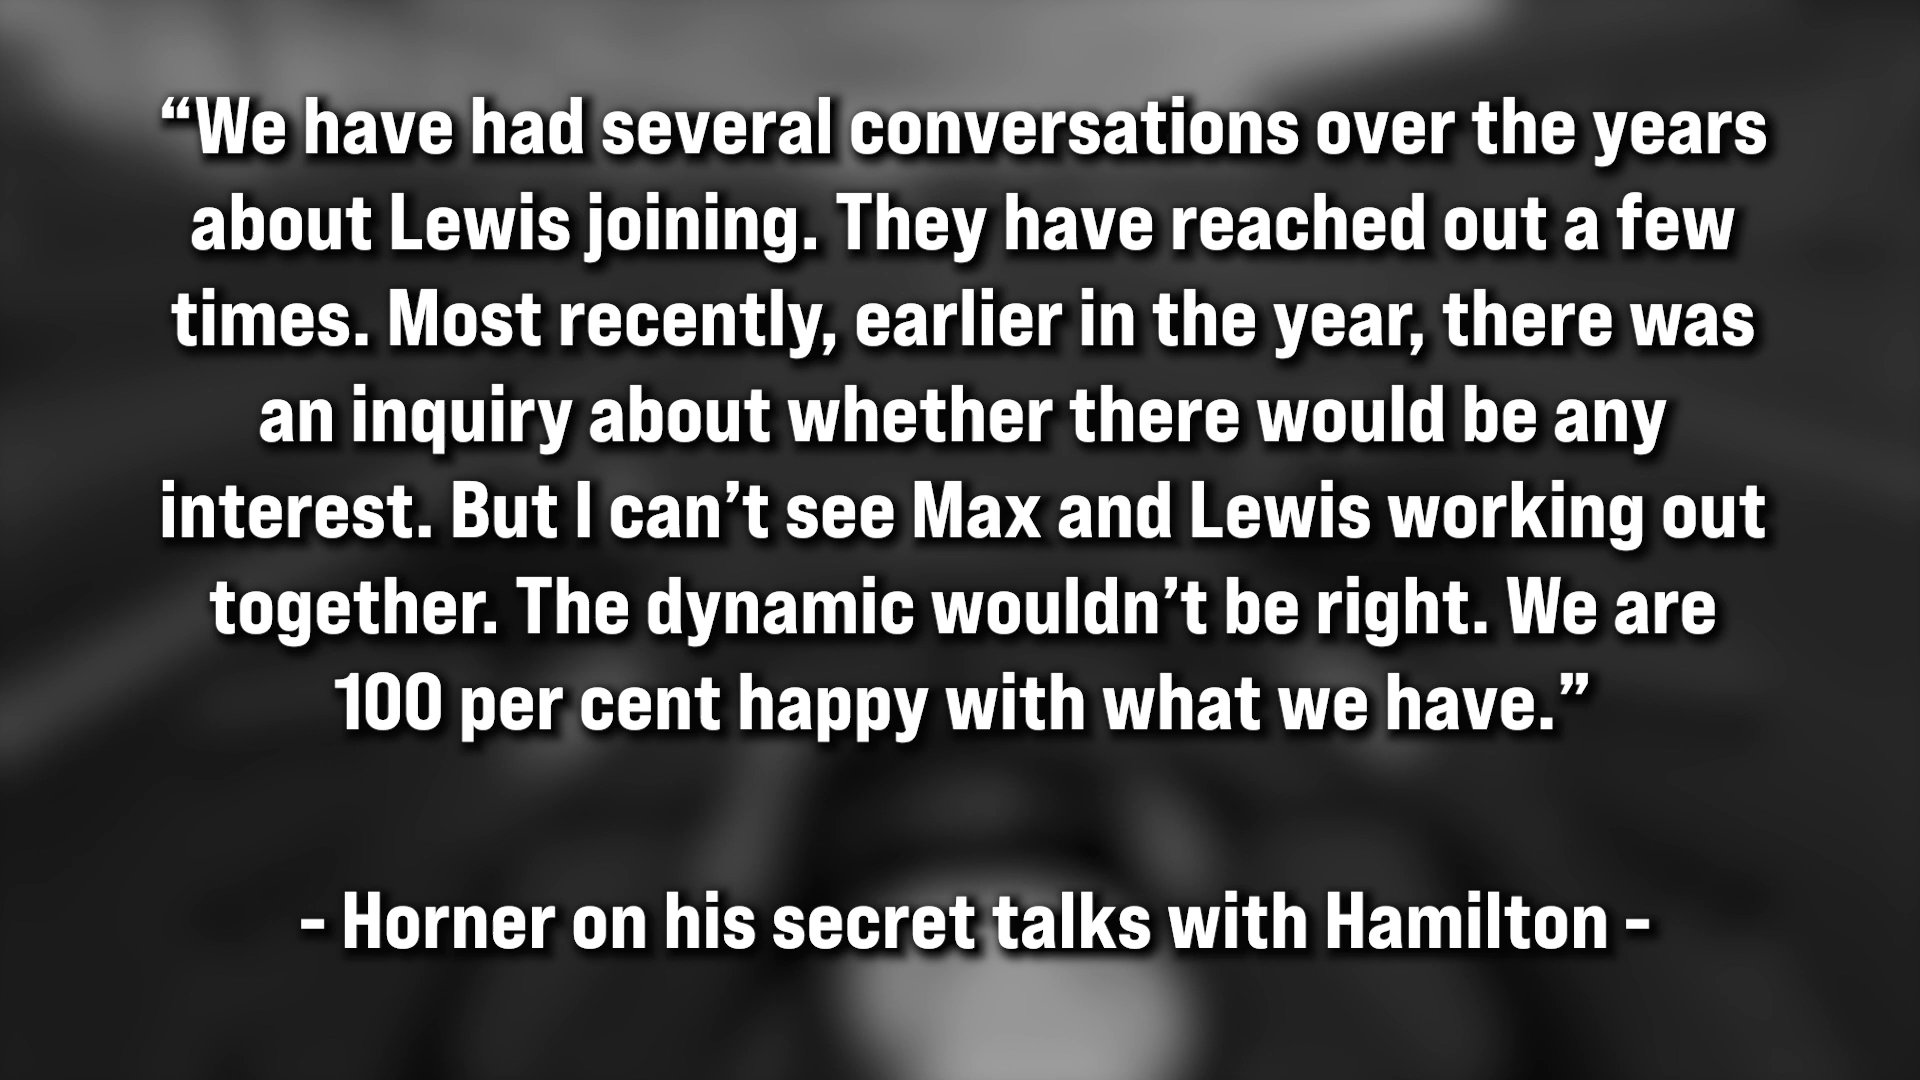 “We have had several conversations over the years
about Lewis joining. They have reached out a few
times. Most recently, earlier in the year, there was
an inquiry about whether there would be any
interest. But I can’t see Max and Lewis working out
together. The dynamic wouldn’t be right. We are
100 per cent happy with what we have.”
- Horner on his secret talks with Hamilton -